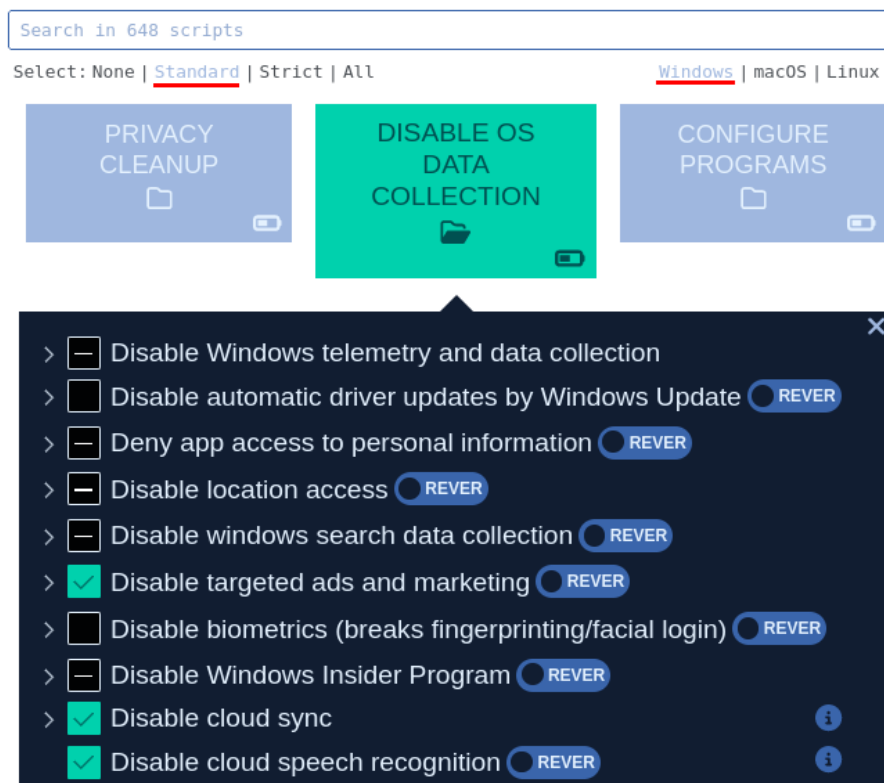 Search in 648 scripts
Select: None | Standard | Strict | All
Windows | macOS | Linux
PRIVACY
CLEANUP
DISABLE OS
DATA
COLLECTION
CONFIGURE
PROGRAMS
Disable Windows telemetry and data collection
Disable automatic driver updates by Windows Update REVER
Deny app access to personal information REVER
Disable location access REVER
Disable windows search data collection REVER
Disable targeted ads and marketing REVER
Disable biometrics (breaks fingerprinting/facial login) REVER
Disable Windows Insider Program REVER
Disable cloud sync
Disable cloud speech recognition REVER